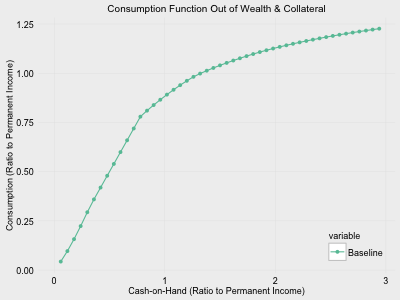 Consumption Function Out of Wealth & Collateral
Consumption (Ratio to Permanent Income)
1.25
1.00
0.75
0.50
0.25
0.00
0
1
2
3
Cash-on-Hand (Ratio to Permanent Income)
variable
Baseline